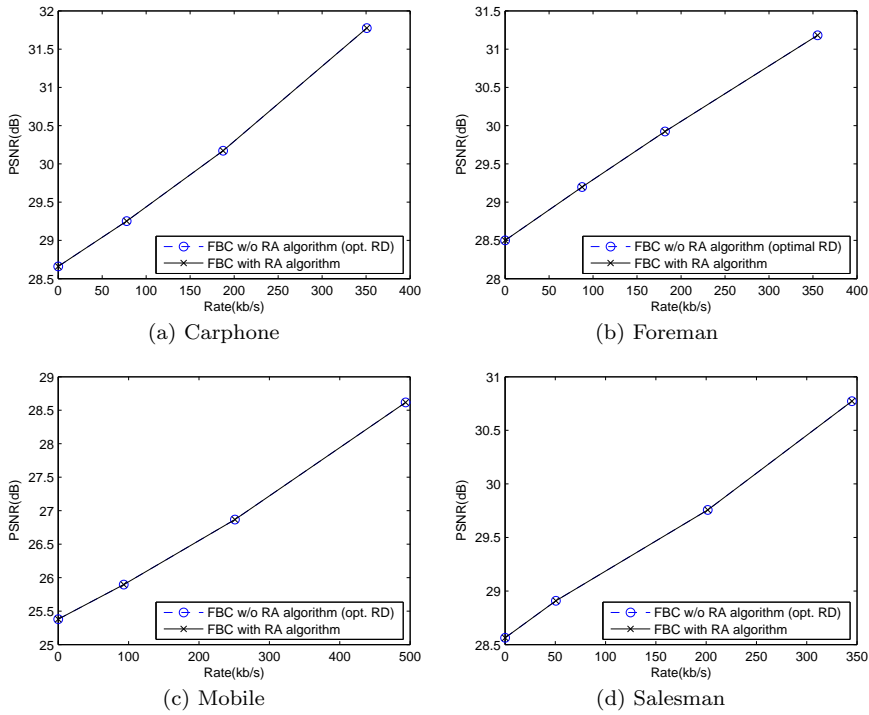 32
31.5
31
30.5
30
29.5
29
28.5
PSNR(dB)
0 50 100 150 200 250 300 350 400
Rate(kb/s)
FBC w/o RA algorithm (opt. RD)
FBC with RA algorithm
(a) Carphone
31.5
31
30.5
30
29.5
29
28.5
28
PSNR(dB)
0 50 100 150 200 250 300 350 400
Rate(kb/s)
FBC w/o RA algorithm (optimal RD)
FBC with RA algorithm
(b) Foreman
29
28.5
28
27.5
27
26.5
26
25.5
25
PSNR(dB)
0 100 200 300 400 500
Rate(kb/s)
FBC w/o RA algorithm (opt. RD)
FBC with RA algorithm
(c) Mobile
31
30.5
30
29.5
29
28.5
PSNR(dB)
0 50 100 150 200 250 300 350
Rate(kb/s)
FBC w/o RA algorithm (opt. RD)
FBC with RA algorithm
(d) Salesman